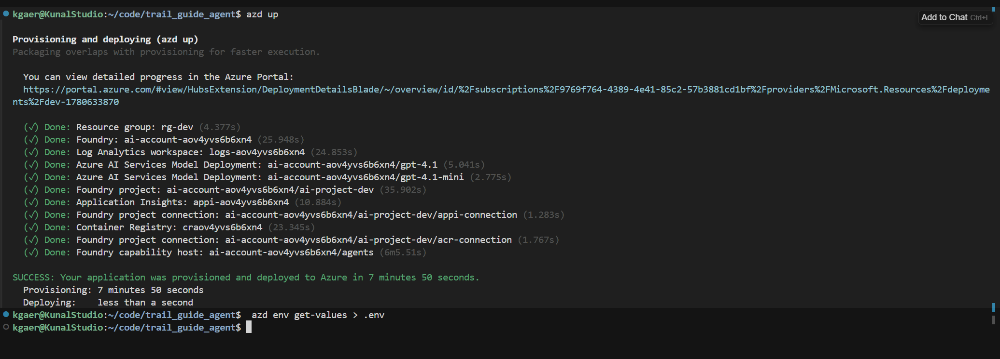 kgaer@KunalStudio:~/code/trail_guide_agent$ azd up
Add to Chat Ctrl+L
Provisioning and deploying (azd up)
Packaging overlaps with provisioning for faster execution.
You can view detailed progress in the Azure Portal:
https://portal.azure.com/#view/HubsExtension/DeploymentDetailsBlade/~/overview/id/%2Fsubscriptions%2F9769f764-4389-4e41-85c2-57b3881cd1bf%2Fproviders%2FMicrosoft.Resources%2Fdeployme
nts%2Fdev-1780633870
(✓) Done: Resource group: rg-dev (4.377s)
(✓) Done: Foundry: ai-account-aov4yvs6b6xn4 (25.948s)
(✓) Done: Log Analytics workspace: logs-aov4yvs6b6xn4 (24.853s)
(✓) Done: Azure AI Services Model Deployment: ai-account-aov4yvs6b6xn4/gpt-4.1 (5.041s)
(✓) Done: Azure AI Services Model Deployment: ai-account-aov4yvs6b6xn4/gpt-4.1-mini (2.775s)
(✓) Done: Foundry project: ai-account-aov4yvs6b6xn4/ai-project-dev (35.902s)
(✓) Done: Application Insights: appi-aov4yvs6b6xn4 (10.884s)
(✓) Done: Foundry project connection: ai-account-aov4yvs6b6xn4/ai-project-dev/appi-connection (1.283s)
(✓) Done: Container Registry: craov4yvs6b6xn4 (23.345s)
(✓) Done: Foundry project connection: ai-account-aov4yvs6b6xn4/ai-project-dev/acr-connection (1.767s)
(✓) Done: Foundry capability host: ai-account-aov4yvs6b6xn4/agents (6m5.51s)
SUCCESS: Your application was provisioned and deployed to Azure in 7 minutes 50 seconds.
Provisioning: 7 minutes 50 seconds
Deploying: less than a second
kgaer@KunalStudio:~/code/trail_guide_agent$ azd env get-values > .env
kgaer@KunalStudio:~/code/trail_guide_agent$